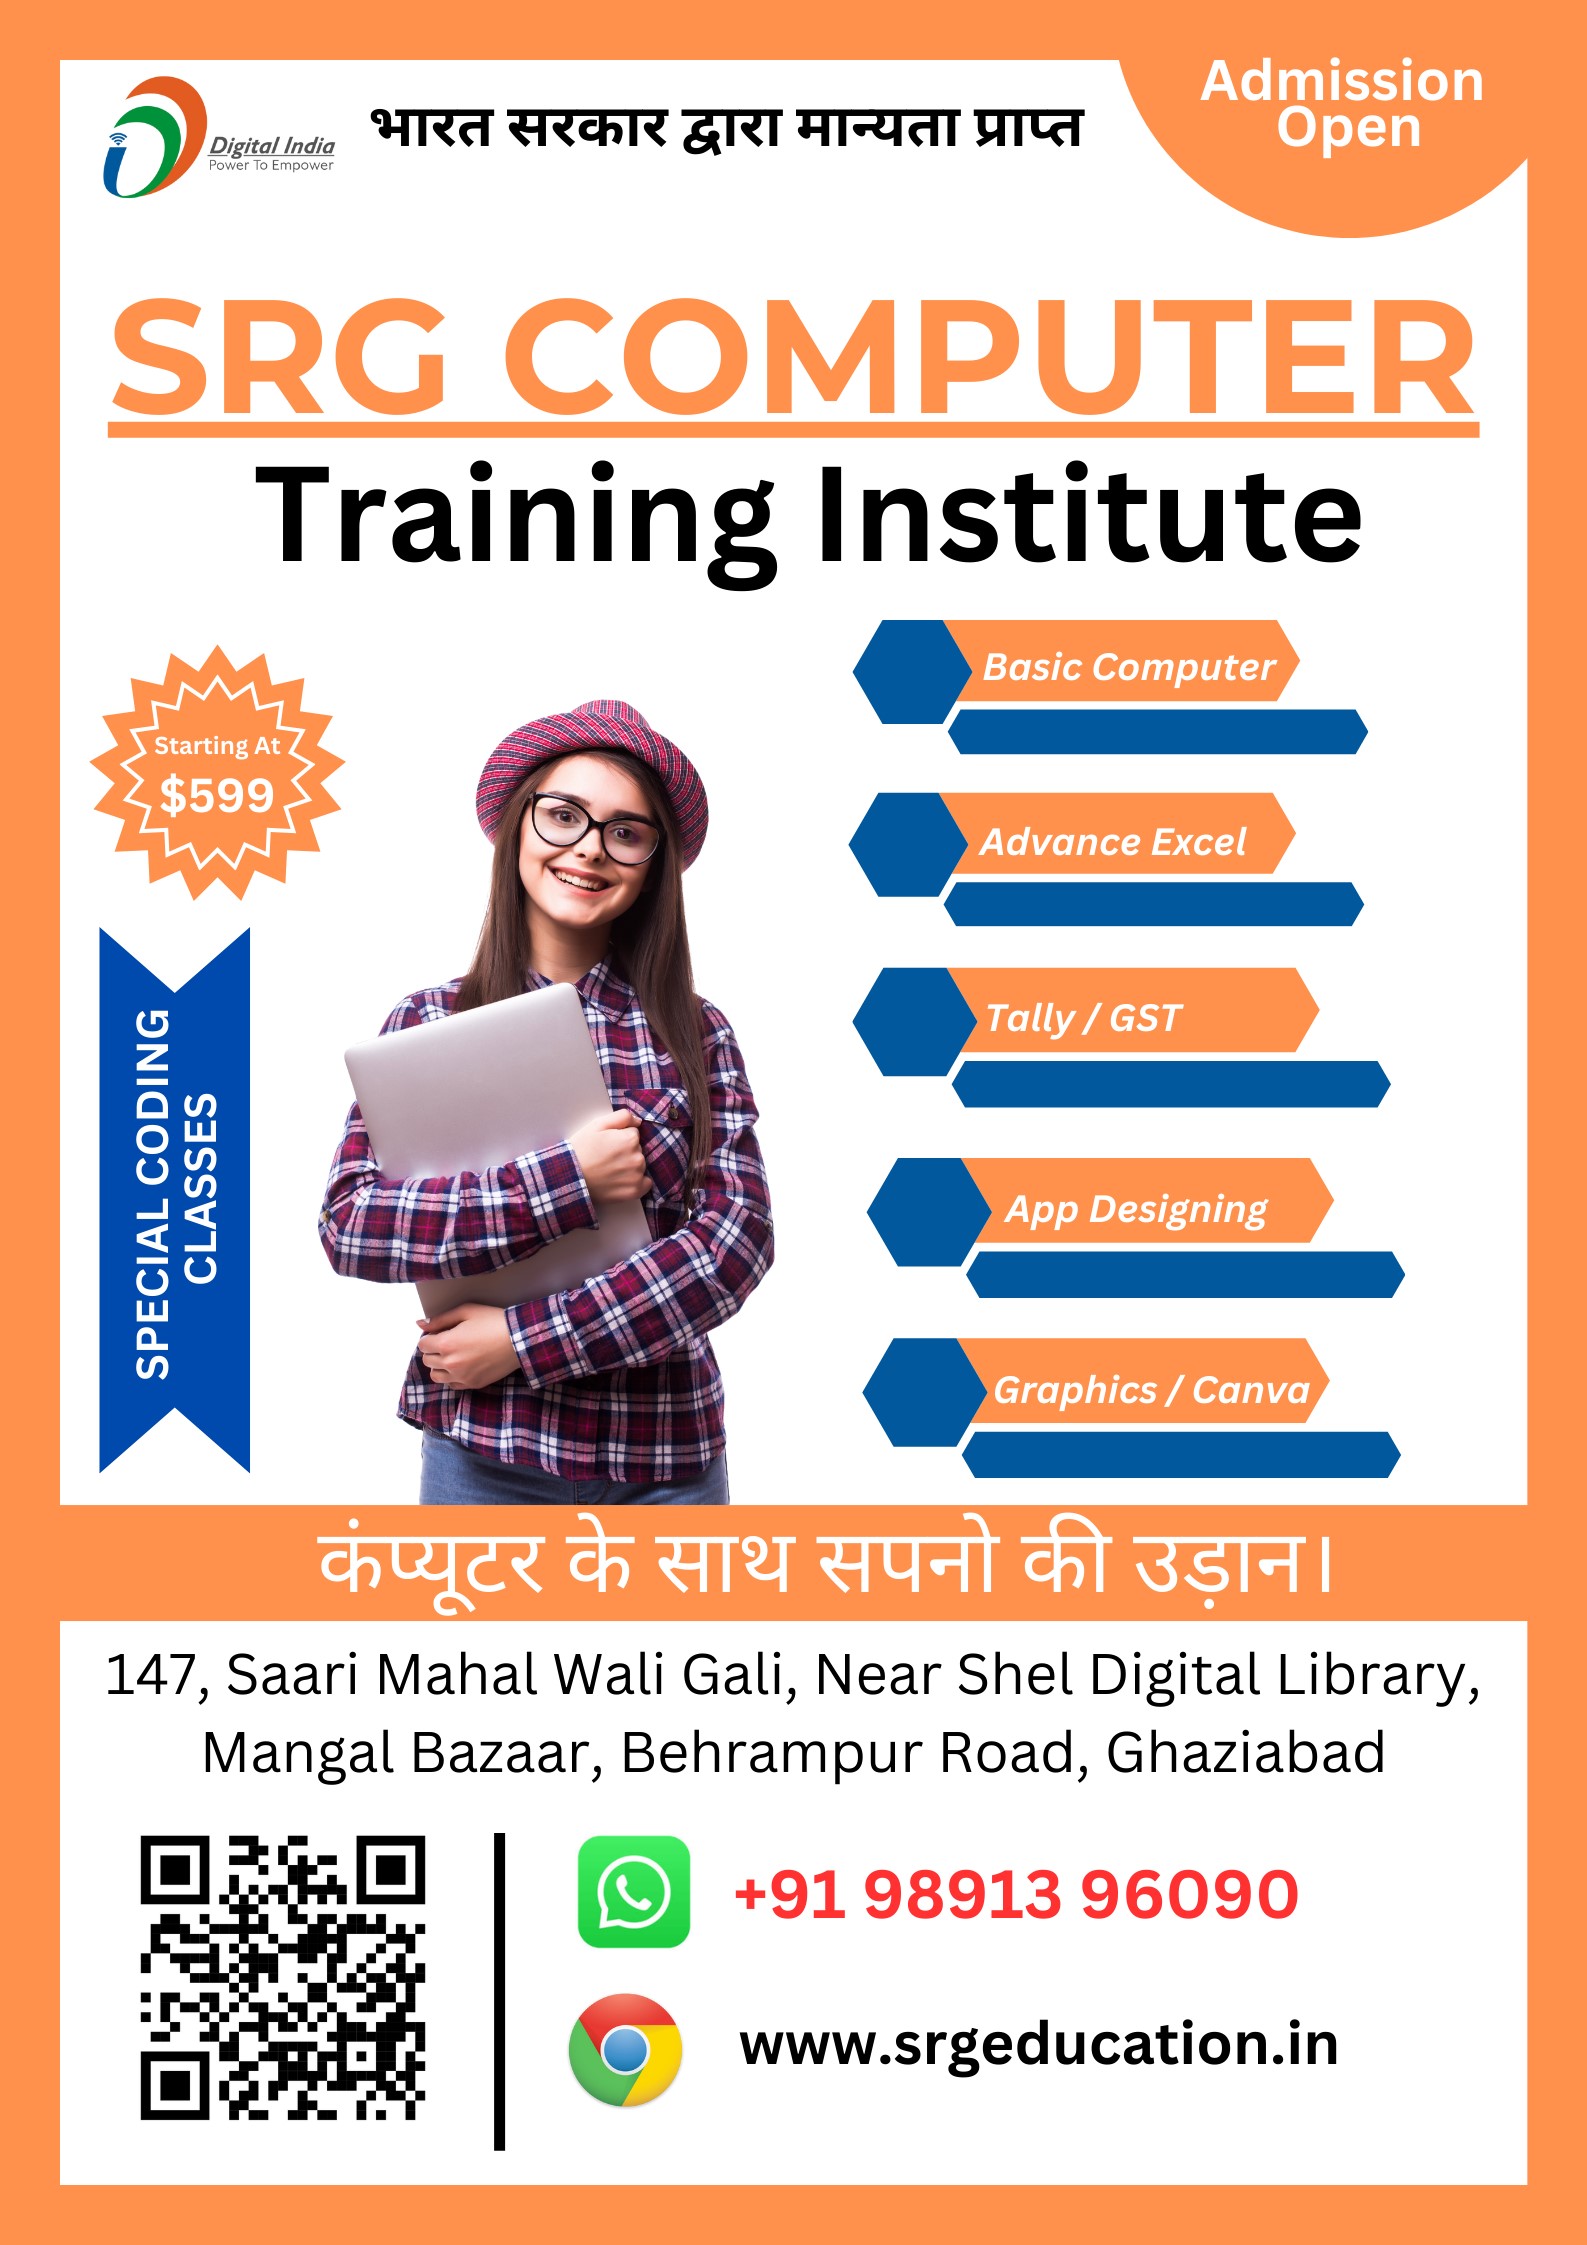 Digital India
Power To Empower
भारत सरकार द्वारा मान्यता प्राप्त
Admission
Open
SRG COMPUTER
Training Institute
Starting At
$599
SPECIAL CODING
CLASSES
Basic Computer
Advance Excel
Tally / GST
App Designing
Graphics / Canva
कंप्यूटर के साथ सपनो की उड़ान।
147, Saari Mahal Wali Gali, Near Shel Digital Library,
Mangal Bazaar, Behrampur Road, Ghaziabad
+91 98913 96090
www.srgeducation.in